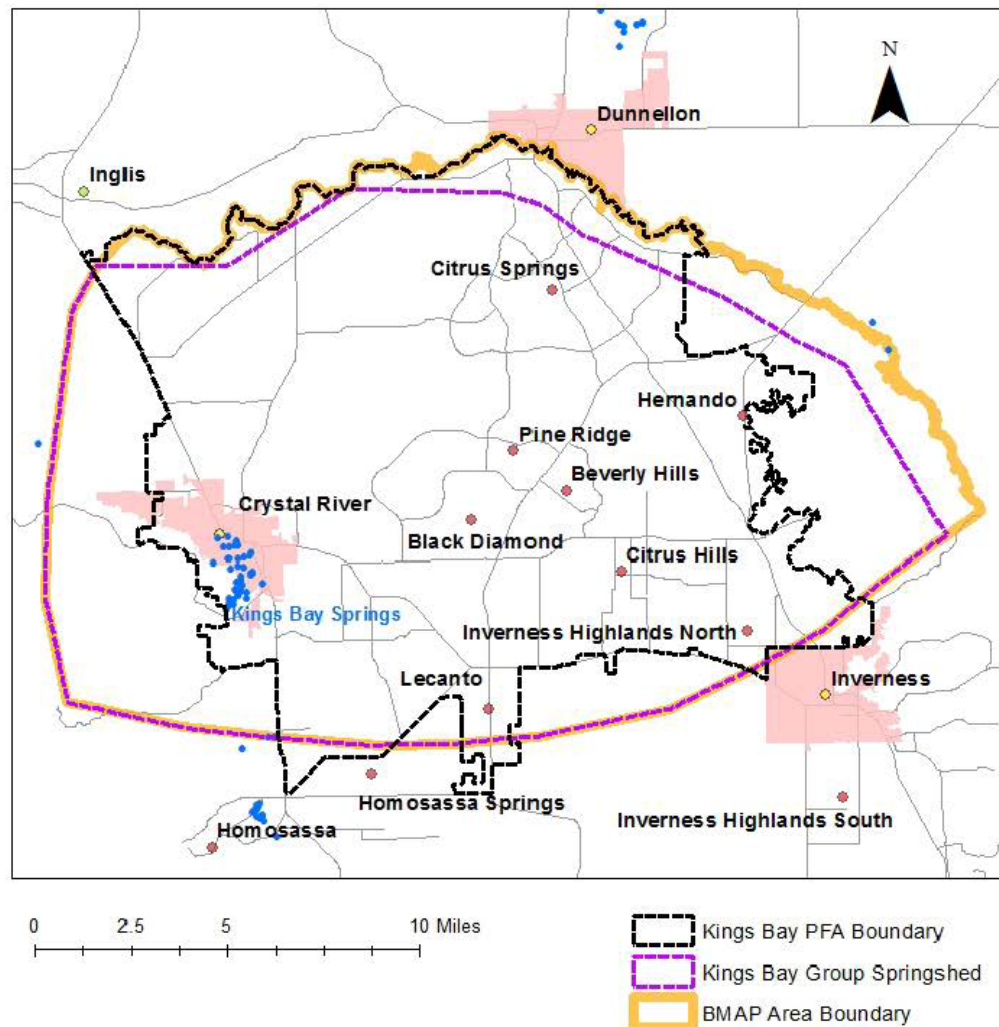 N
Dunnellon
Inglis
Citrus Springs
Hernando
Pine Ridge
Beverly Hills
Crystal River
Black Diamond
Citrus Hills
Kings Bay Springs
Inverness Highlands North
Lecanto
Inverness
Homosassa Springs
Inverness Highlands South
Homosassa
0 2.5 5 10 Miles
Kings Bay PFA Boundary
Kings Bay Group Springshed
BMAP Area Boundary